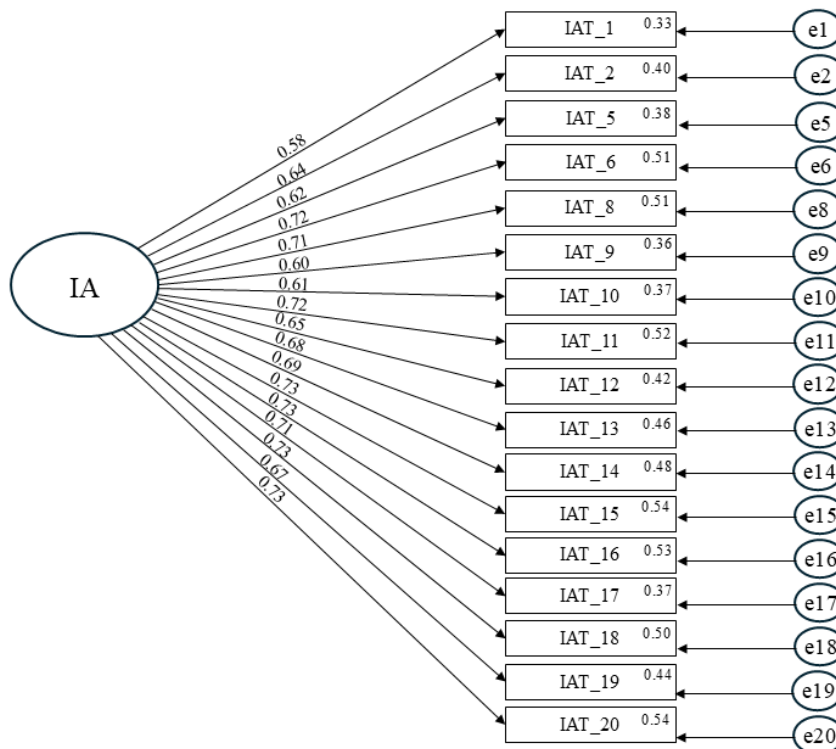 IAT_1 0.33 e1
IAT_2 0.40 e2
IAT_5 0.38 e5
IAT_6 0.51 e6
IAT_8 0.51 e8
IAT_9 0.36 e9
IAT_10 0.37 e10
IAT_11 0.52 e11
IAT_12 0.42 e12
IAT_13 0.46 e13
IAT_14 0.48 e14
IAT_15 0.54 e15
IAT_16 0.53 e16
IAT_17 0.37 e17
IAT_18 0.50 e18
IAT_19 0.44 e19
IAT_20 0.54 e20
IA
0.58
0.64
0.62
0.72
0.71
0.60
0.61
0.72
0.65
0.68
0.69
0.73
0.73
0.71
0.73
0.67
0.73